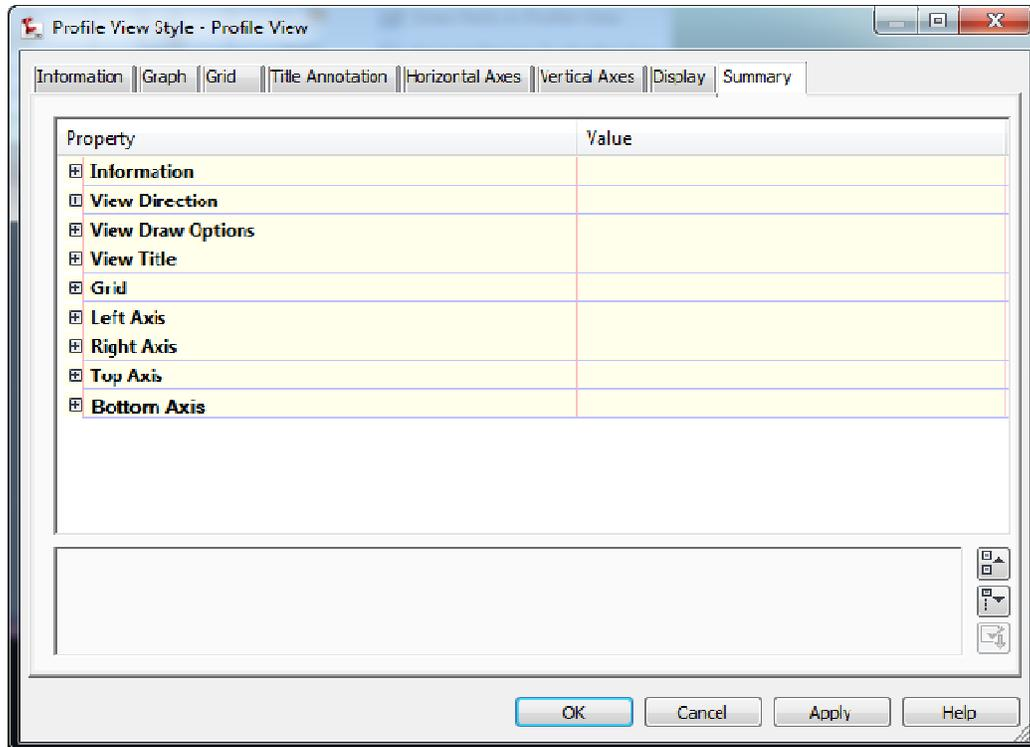 Profile View Style - Profile View
Information Graph Grid Title Annotation Horizontal Axes Vertical Axes Display Summary
Property Value
Information
View Direction
View Draw Options
View Title
Grid
Left Axis
Right Axis
Top Axis
Bottom Axis
OK Cancel Apply Help